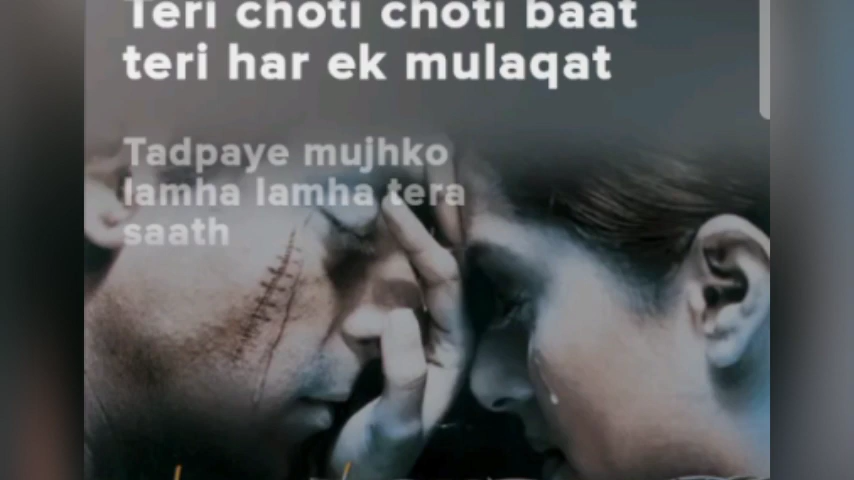 Teri choti choti baat
teri har ek mulaqat
Tadpaye mujhko
lamha lamha tera
saath